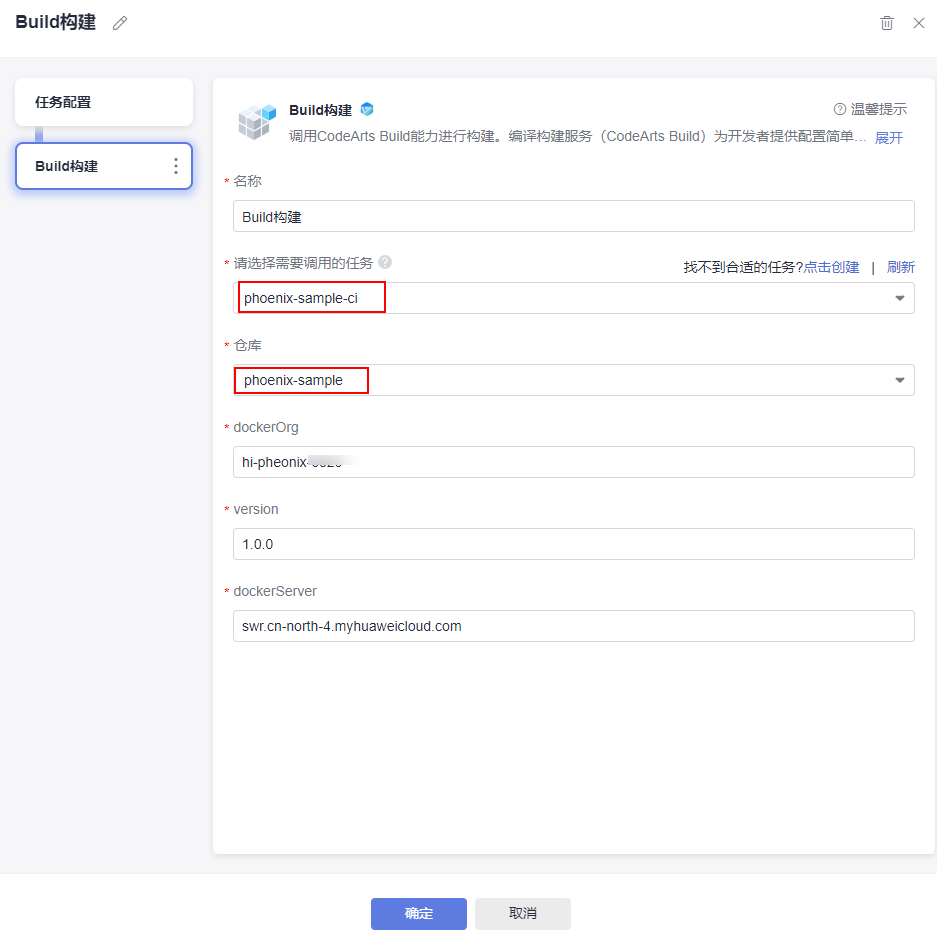 Build构建
任务配置
Build构建
Build构建
温馨提示
调用CodeArts Build能力进行构建。编译构建服务（CodeArts Build）为开发者提供配置简单... 展开
* 名称
Build构建
* 请选择需要调用的任务 ?
找不到合适的任务?点击创建 | 刷新
phoenix-sample-ci
* 仓库
phoenix-sample
* dockerOrg
hi-pheonix-
* version
1.0.0
* dockerServer
swr.cn-north-4.myhuaweicloud.com
确定
取消